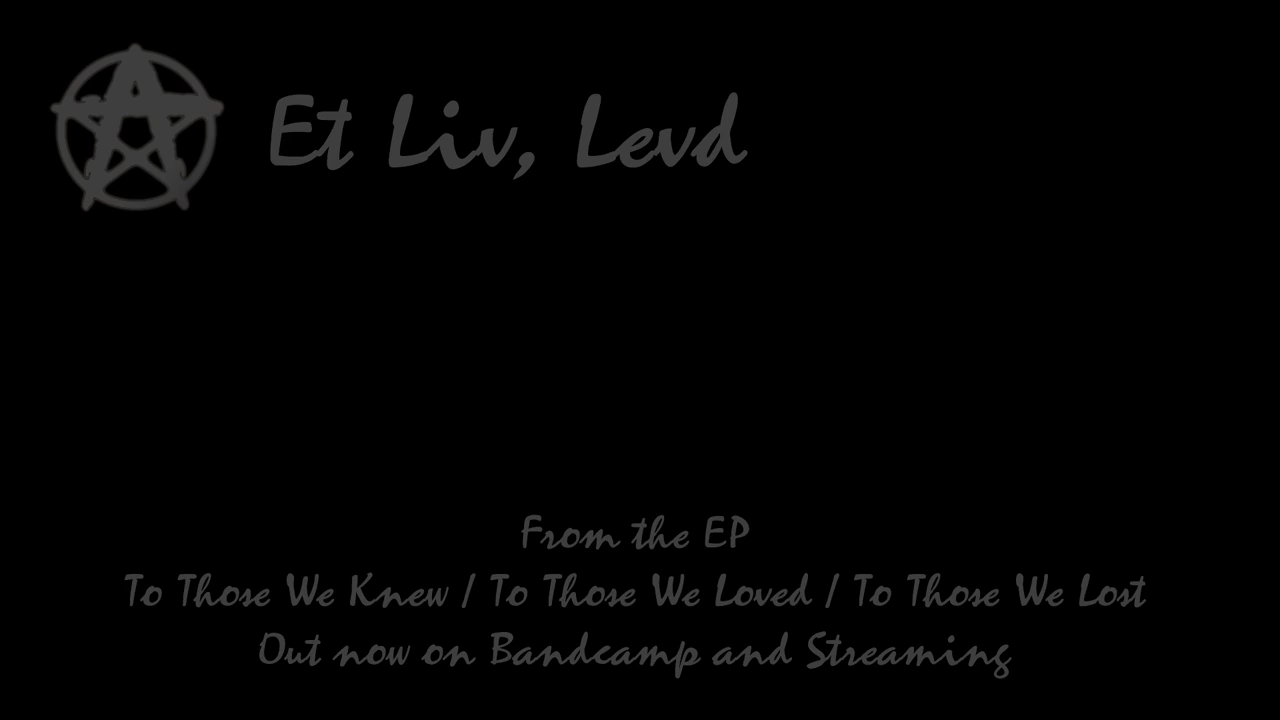 Et Liv, Levd
From the EP
To Those We Knew / To Those We Loved / To Those We Lost
Out now on Bandcamp and Streaming